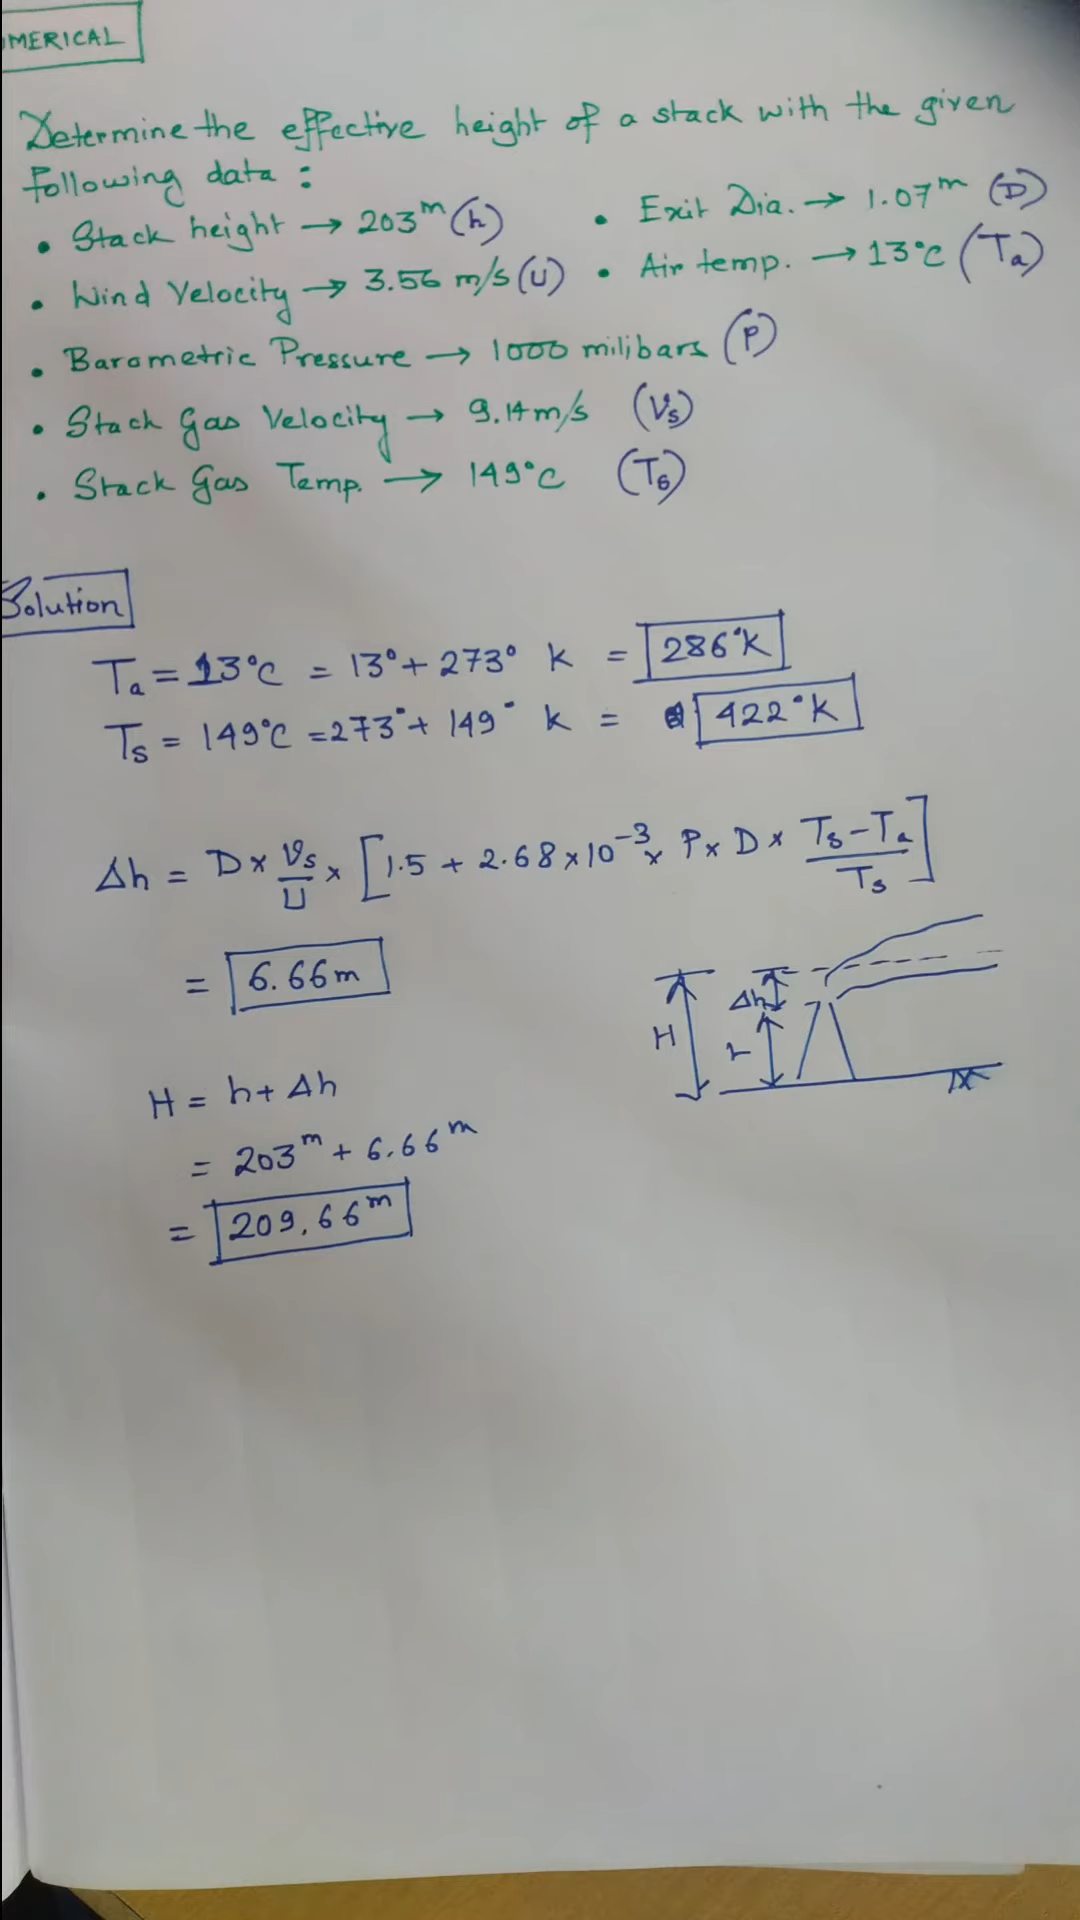 UMERICAL
Determine the effective height of a stack with the given
following data :
• Stack height → 203m (h)
• Exit Dia. → 1.07m (D)
• Wind Velocity → 3.56 m/s (U)
• Air temp. → 13°C (Ta)
• Barometric Pressure → 1000 milibars (P)
• Stack Gas Velocity → 9.14 m/s (Vs)
• Stack Gas Temp. → 149°C (Ts)
Solution
Ta = 13°C = 13° + 273° k = 286°K
Ts = 149°C = 273° + 149° k = 422°K
Δh = D x Vs/U x [1.5 + 2.68 x 10^-3 x P x D x (Ts - Ta)/Ts]
= 6.66m
H Δh h
H = h + Δh
= 203m + 6.66m
= 209.66m